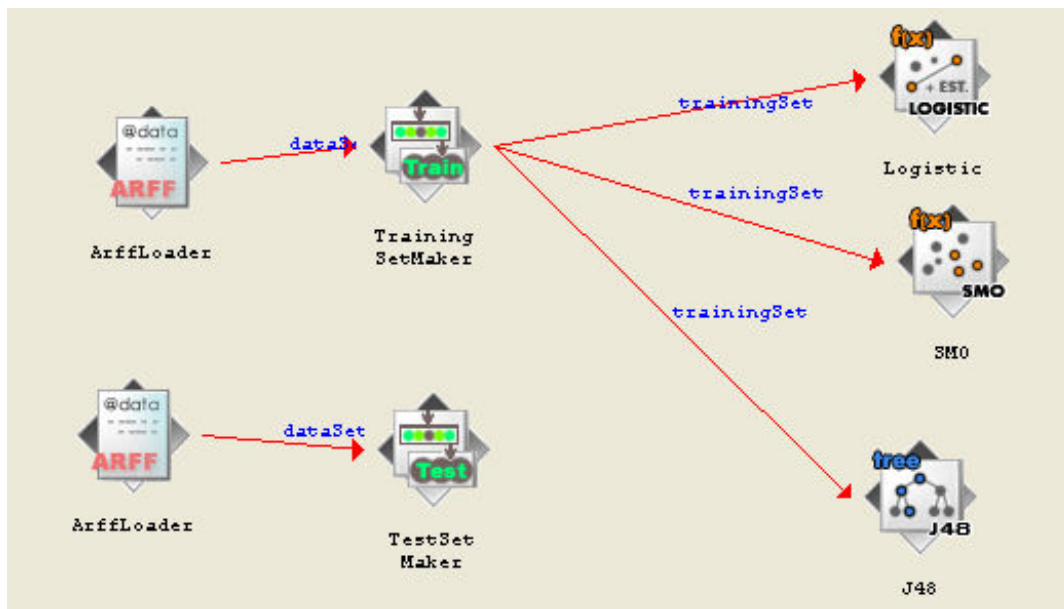 f(x)
+ EST.
LOGISTIC
Logistic
trainingSet
@data
ARFF
ArffLoader
dataSe
Train
Training
SetMaker
trainingSet
f(x)
SMO
SMO
trainingSet
@data
ARFF
ArffLoader
dataSet
Test
TestSet
Maker
tree
J48
J48